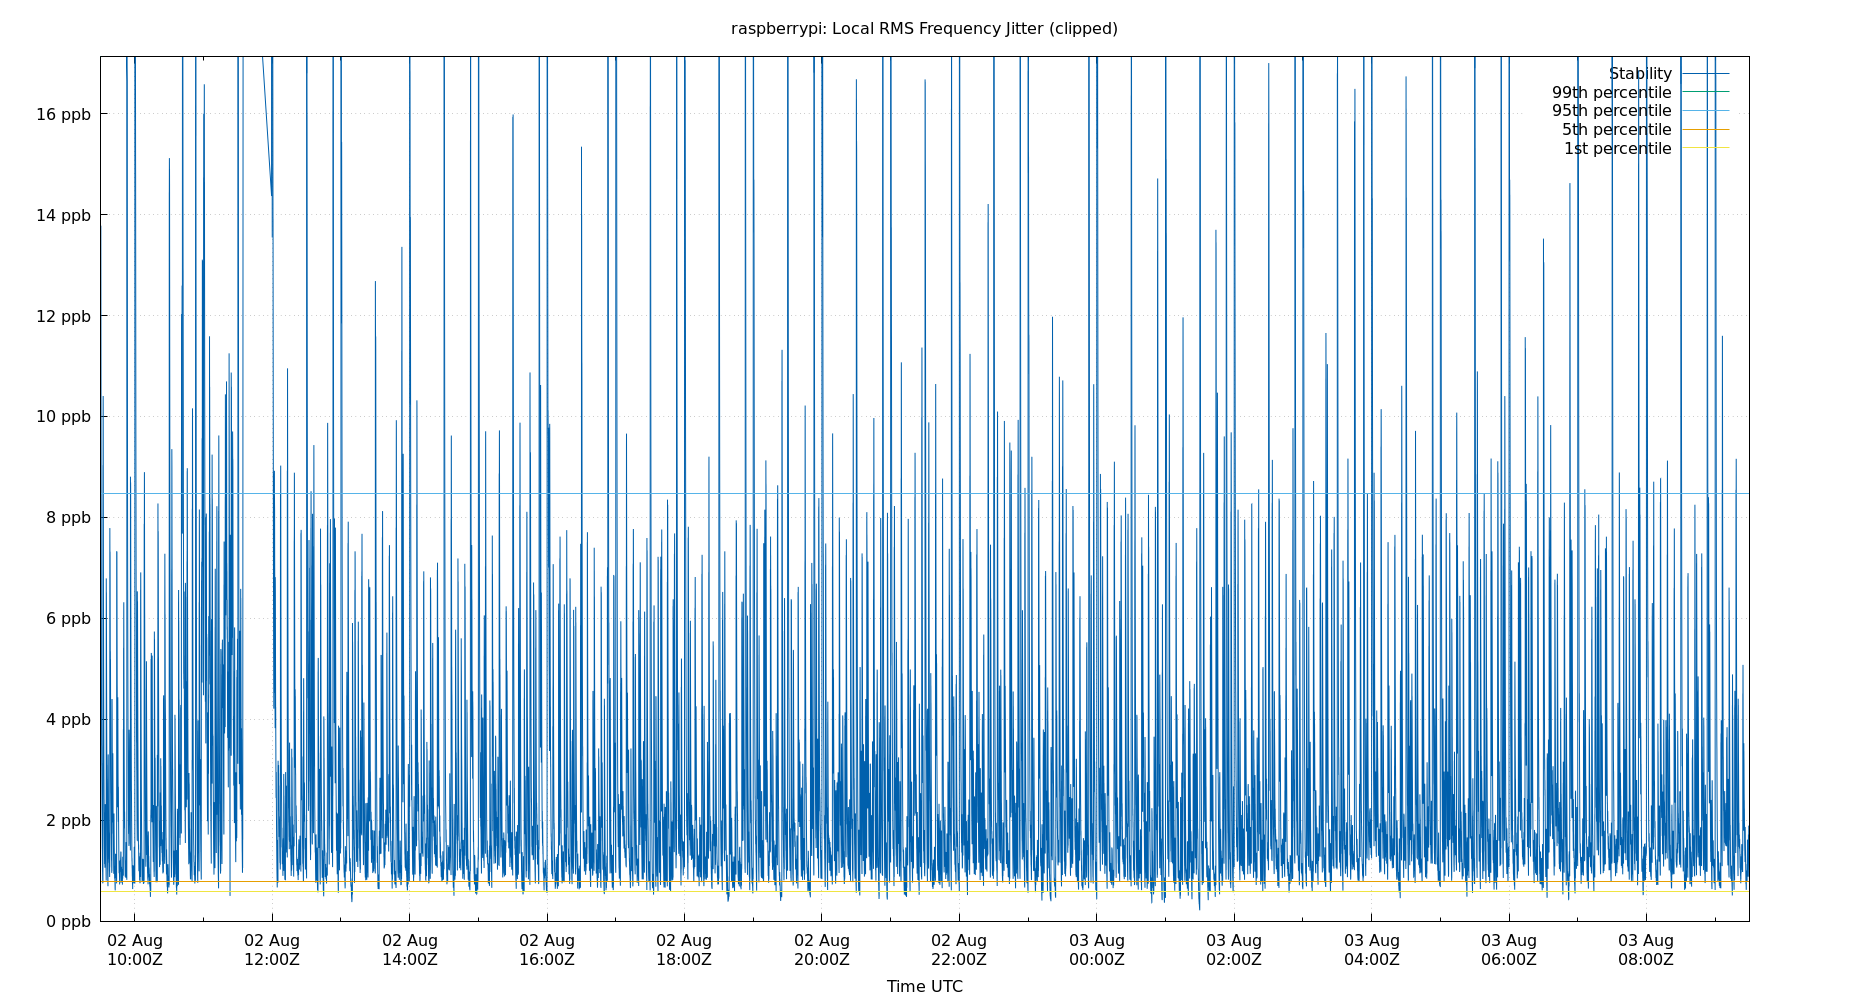 raspberrypi: Local RMS Frequency Jitter (clipped)
Stability
99th percentile
95th percentile
5th percentile
1st percentile
16 ppb
14 ppb
12 ppb
10 ppb
8 ppb
6 ppb
4 ppb
2 ppb
0 ppb
02 Aug 02 Aug 02 Aug 02 Aug 02 Aug 02 Aug 02 Aug 03 Aug 03 Aug 03 Aug 03 Aug 03 Aug
10:00Z 12:00Z 14:00Z 16:00Z 18:00Z 20:00Z 22:00Z 00:00Z 02:00Z 04:00Z 06:00Z 08:00Z
Time UTC